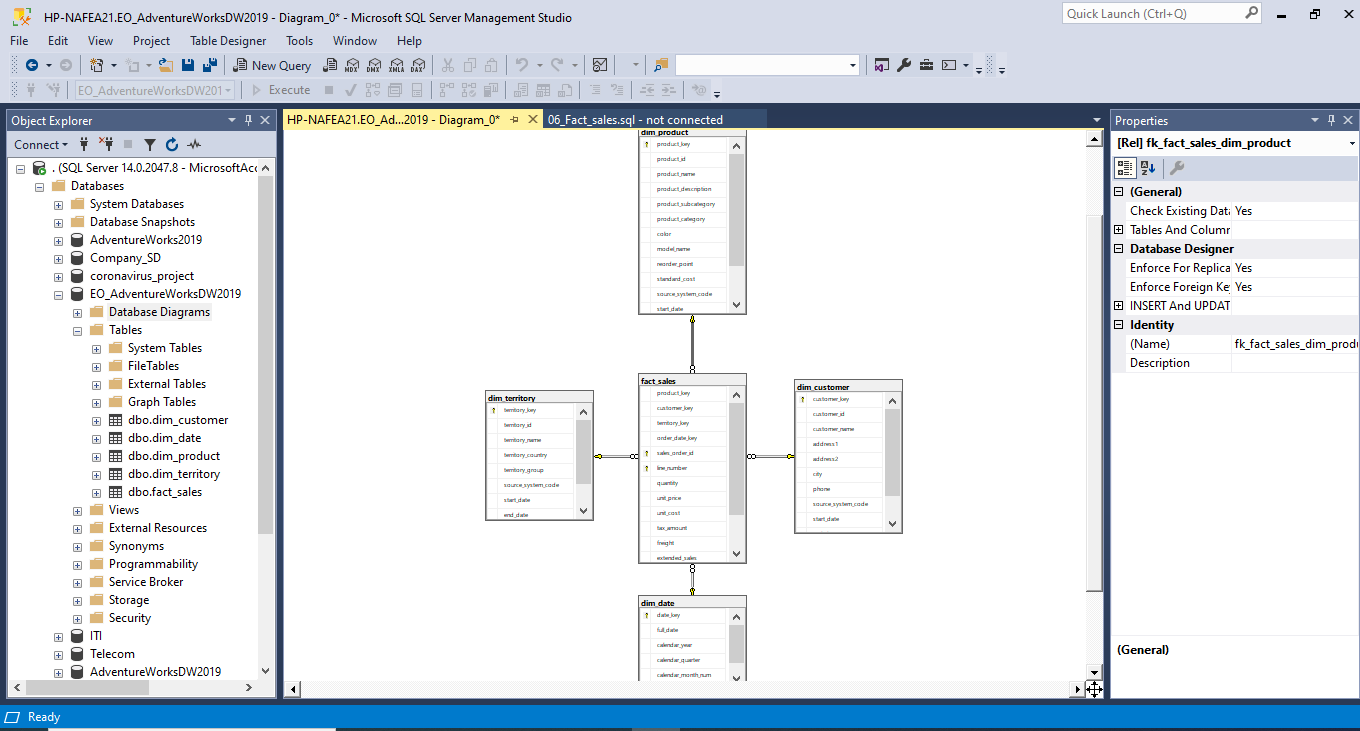 HP-NAFEA21.EO_AdventureWorksDW2019 - Diagram_0* - Microsoft SQL Server Management Studio
Quick Launch (Ctrl+Q)
File Edit View Project Table Designer Tools Window Help
New Query MDX DMX XMLA DAX
EO_AdventureWorksDW201 Execute
Object Explorer
Connect
. (SQL Server 14.0.2047.8 - MicrosoftAcc
Databases
System Databases
Database Snapshots
AdventureWorks2019
Company_SD
coronavirus_project
EO_AdventureWorksDW2019
Database Diagrams
Tables
System Tables
FileTables
External Tables
Graph Tables
dbo.dim_customer
dbo.dim_date
dbo.dim_product
dbo.dim_territory
dbo.fact_sales
Views
External Resources
Synonyms
Programmability
Service Broker
Storage
Security
ITI
Telecom
AdventureWorksDW2019
HP-NAFEA21.EO_Ad...2019 - Diagram_0* 06_Fact_sales.sql - not connected
dim_product
product_key
product_id
product_name
product_description
product_subcategory
product_category
color
model_name
reorder_point
standard_cost
source_system_code
start_date
dim_territory
territory_key
territory_id
territory_name
territory_country
territory_group
source_system_code
start_date
end_date
fact_sales
product_key
customer_key
territory_key
order_date_key
sales_order_id
line_number
quantity
unit_price
unit_cost
tax_amount
freight
extended_sales
dim_customer
customer_key
customer_id
customer_name
address1
address2
city
phone
source_system_code
start_date
dim_date
date_key
full_date
calendar_year
calendar_quarter
calendar_month_num
Properties
[Rel] fk_fact_sales_dim_product
(General)
Check Existing Data Yes
Tables And Column
Database Designer
Enforce For Replica Yes
Enforce Foreign Key Yes
INSERT And UPDAT
Identity
(Name) fk_fact_sales_dim_produ
Description
(General)
Ready